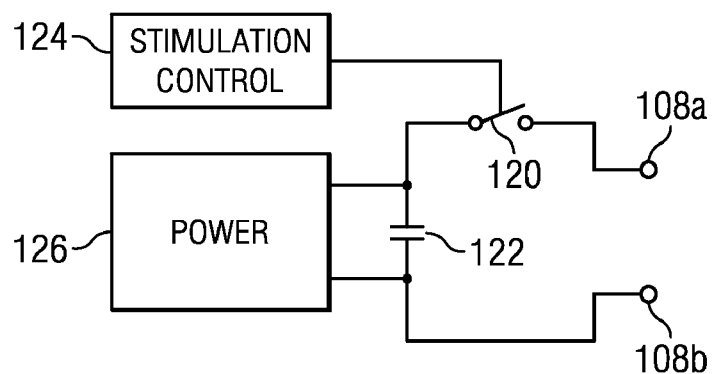 124
STIMULATION
CONTROL
108a
120
126
POWER
122
108b